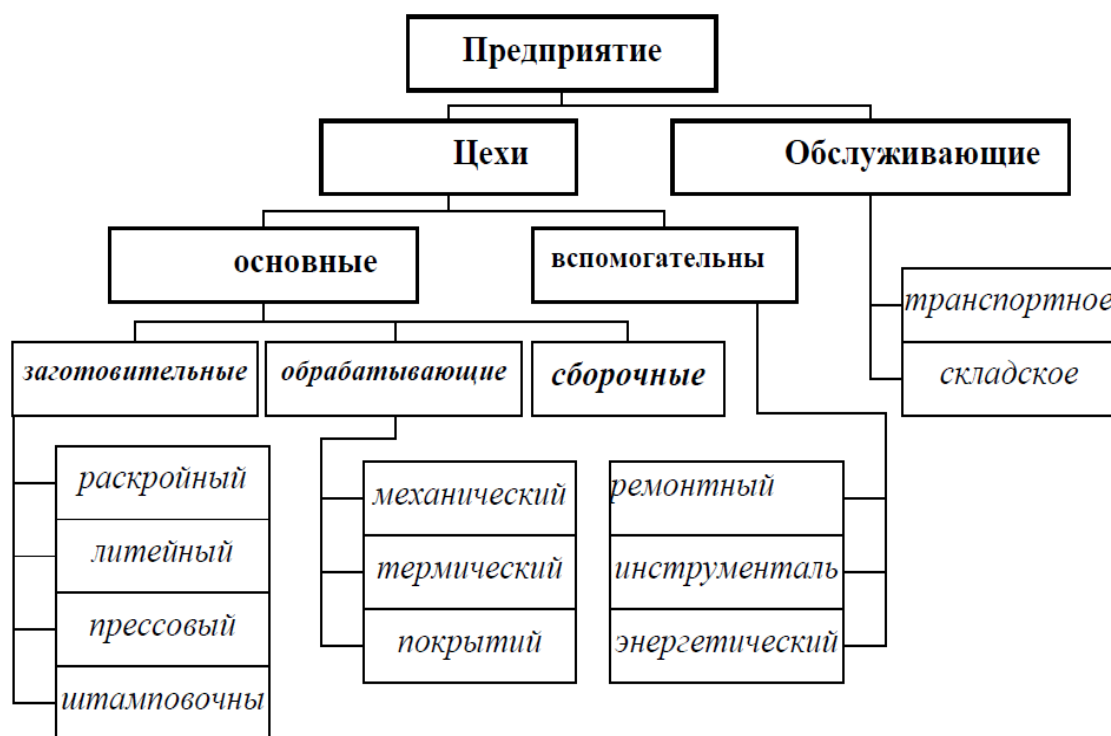 Предприятие
Цехи
Обслуживающие
основные
вспомогательны
транспортное
складское
заготовительные
обрабатывающие
сборочные
раскройный
литейный
прессовый
штамповочны
механический
термический
покрытий
ремонтный
инструменталь
энергетический